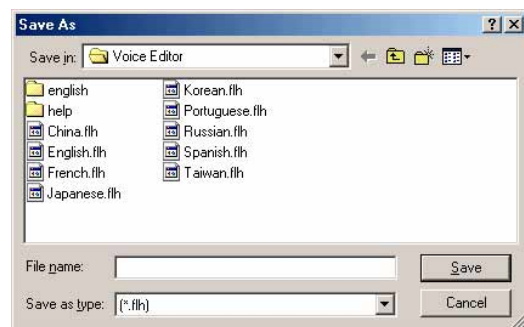 Save As
Save in: Voice Editor
english
help
China.flh
English.flh
French.flh
Japanese.flh
Korean.flh
Portuguese.flh
Russian.flh
Spanish.flh
Taiwan.flh
File name:
Save
Save as type: (*.flh)
Cancel